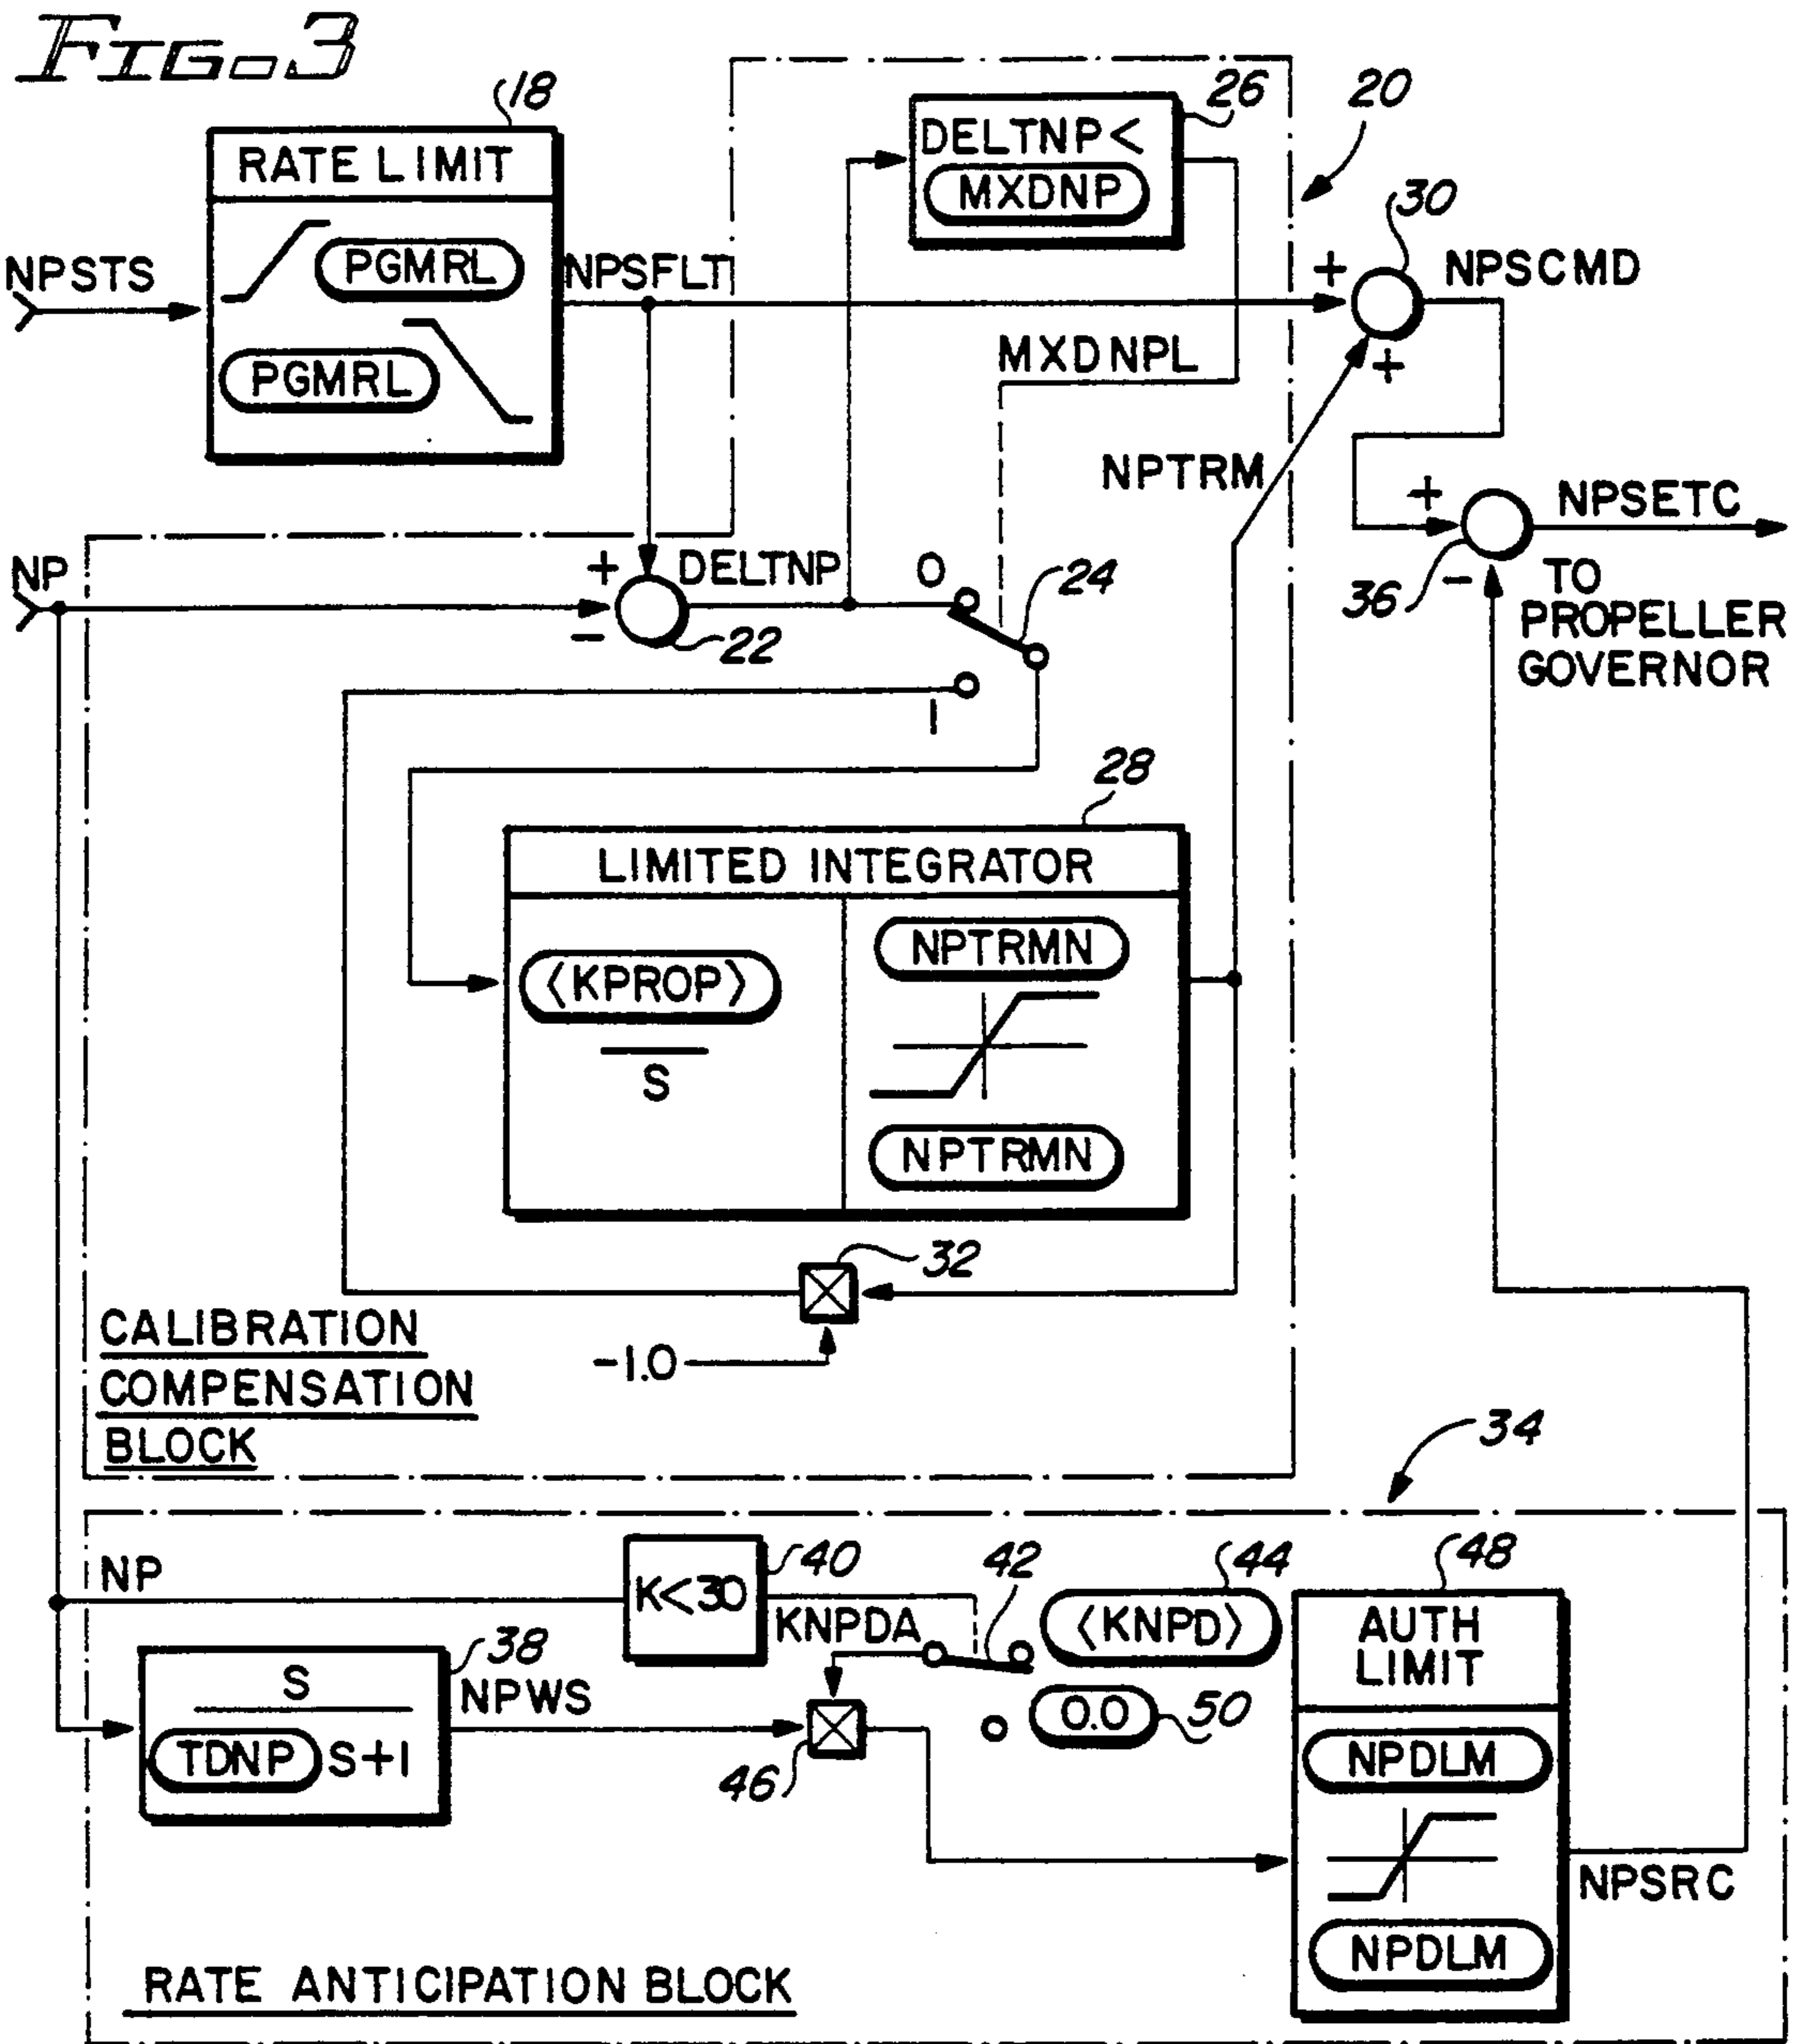 FIG. 3
18
RATE LIMIT
PGMRL
PGMRL
NPSTS
NPSFLT
26
DELTNP<
MXDNP
20
30
+
NPSCMD
+
MXDNPL
NPTRM
+
NPSETC
36
-
TO
PROPELLER
GOVERNOR
NP
+
DELTNP
-
22
0
24
1
28
LIMITED INTEGRATOR
⟨KPROP⟩
S
NPTRMN
NPTRMN
32
-1.0
CALIBRATION
COMPENSATION
BLOCK
34
NP
K<30
40
KNPDA
42
44
⟨KNPD⟩
48
AUTH
LIMIT
NPDLM
NPDLM
S
TDNP S+1
38
NPWS
46
0.0
50
NPSRC
RATE ANTICIPATION BLOCK